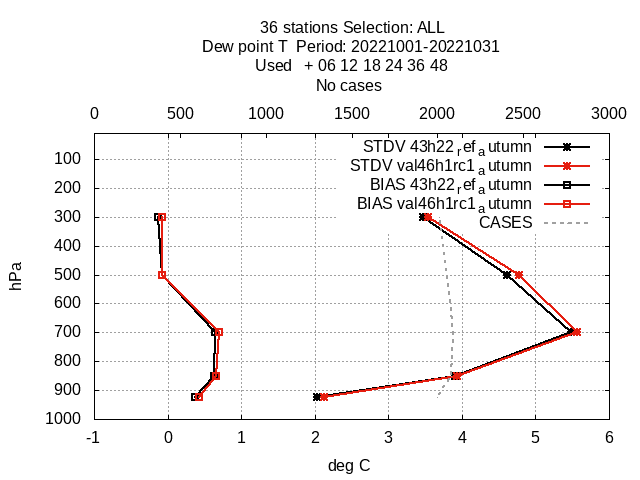 36 stations Selection: ALL
Dew point T  Period: 20221001-20221031
Used   + 06 12 18 24 36 48
No cases
0 500 1000 1500 2000 2500 3000
STDV 43h22_ref_autumn
STDV val46h1rc1_autumn
BIAS 43h22_ref_autumn
BIAS val46h1rc1_autumn
CASES
100
200
300
400
500
600
700
800
900
1000
hPa
-1 0 1 2 3 4 5 6
deg C